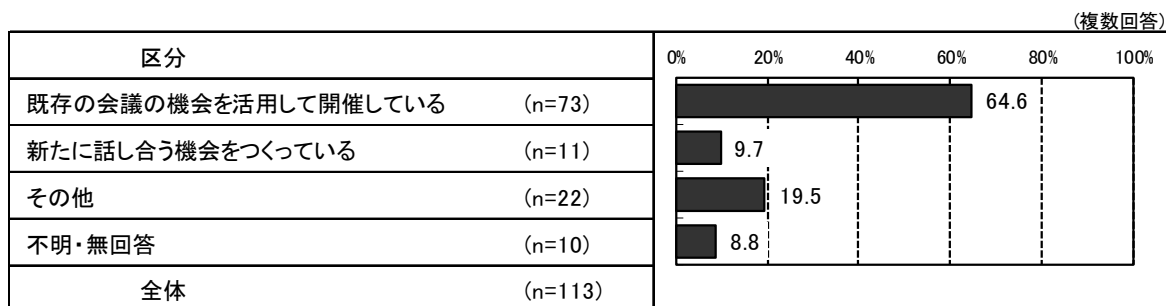 (複数回答)
区分
0% 20% 40% 60% 80% 100%
既存の会議の機会を活用して開催している (n=73) 64.6
新たに話し合う機会をつくっている (n=11) 9.7
その他 (n=22) 19.5
不明・無回答 (n=10) 8.8
全体 (n=113)